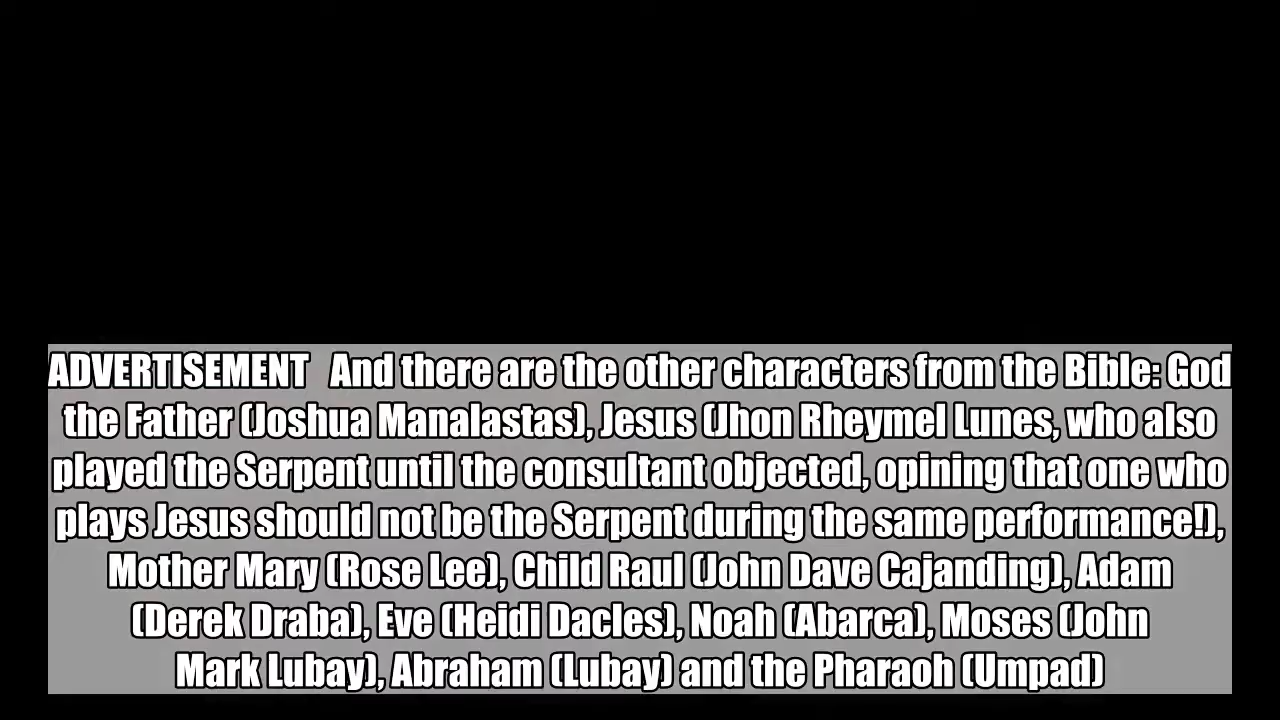 ADVERTISEMENT And there are the other characters from the Bible: God
the Father (Joshua Manalastas), Jesus (Jhon Rheymel Lunes, who also
played the Serpent until the consultant objected, opining that one who
plays Jesus should not be the Serpent during the same performance!),
Mother Mary (Rose Lee), Child Raul (John Dave Cajanding), Adam
(Derek Draba), Eve (Heidi Dacles), Noah (Abarca), Moses (John
Mark Lubay), Abraham (Lubay) and the Pharaoh (Umpad)